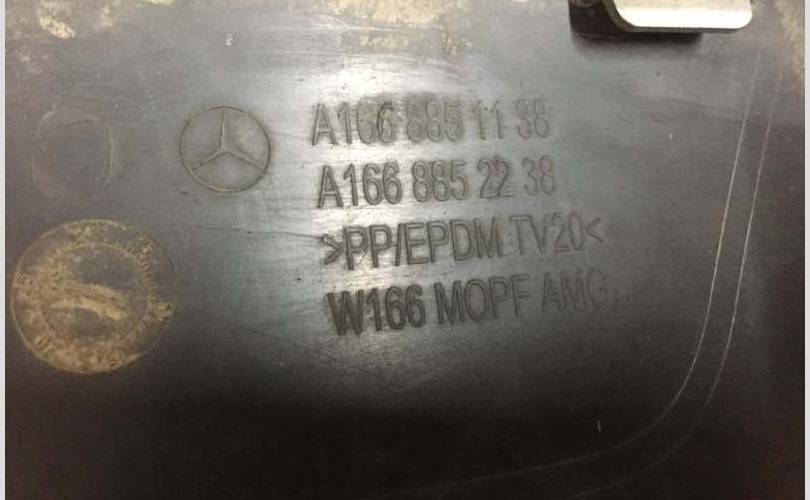 A166 885 11 38
A166 885 22 38
>PP/EPDM TV20<
W166 MOPF AMG